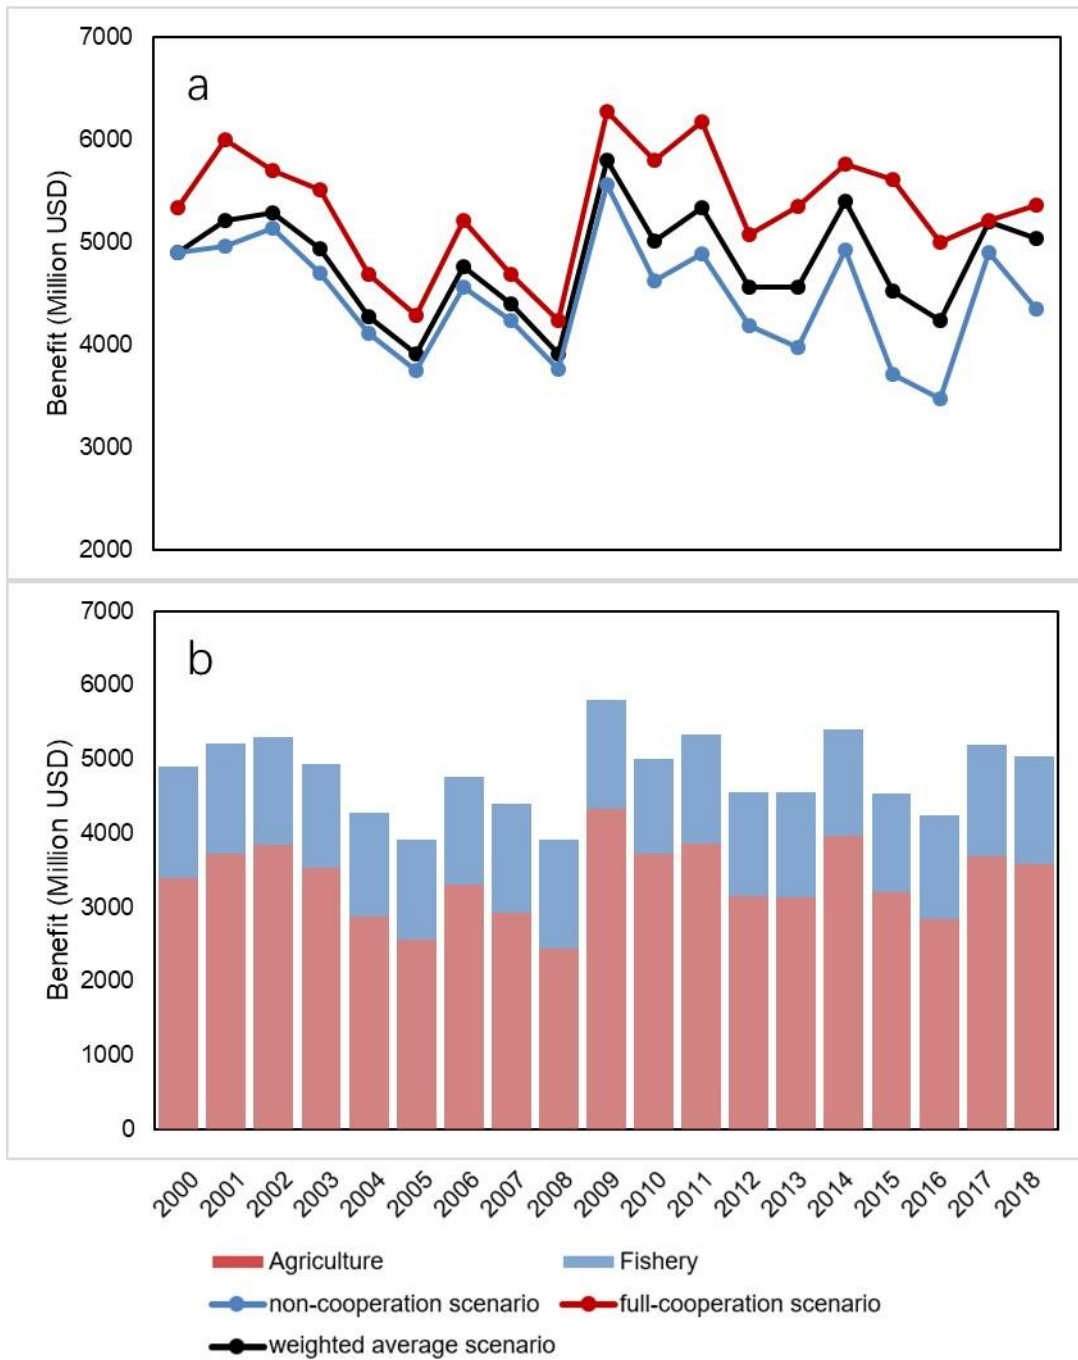 7000
a
6000
5000
4000
3000
2000
Benefit (Million USD)
7000
b
6000
5000
4000
3000
2000
1000
0
Benefit (Million USD)
2000 2001 2002 2003 2004 2005 2006 2007 2008 2009 2010 2011 2012 2013 2014 2015 2016 2017 2018
Agriculture Fishery
non-cooperation scenario full-cooperation scenario
weighted average scenario